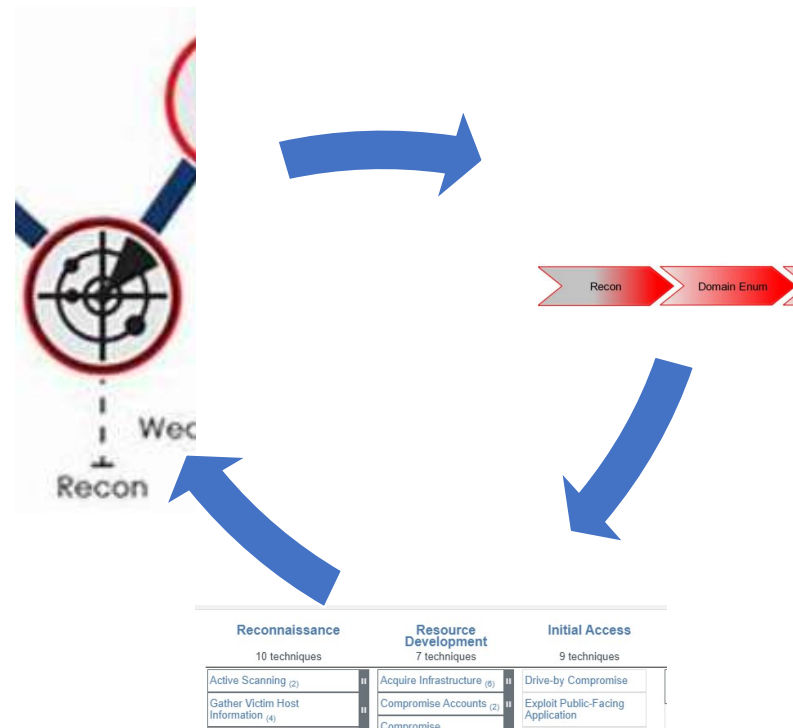 Wea
Recon
Recon
Domain Enum
Reconnaissance
10 techniques
Active Scanning (2)
Gather Victim Host
Information (4)
Resource
Development
7 techniques
Acquire Infrastructure (6)
Compromise Accounts (2)
Compromise
Initial Access
9 techniques
Drive-by Compromise
Exploit Public-Facing
Application